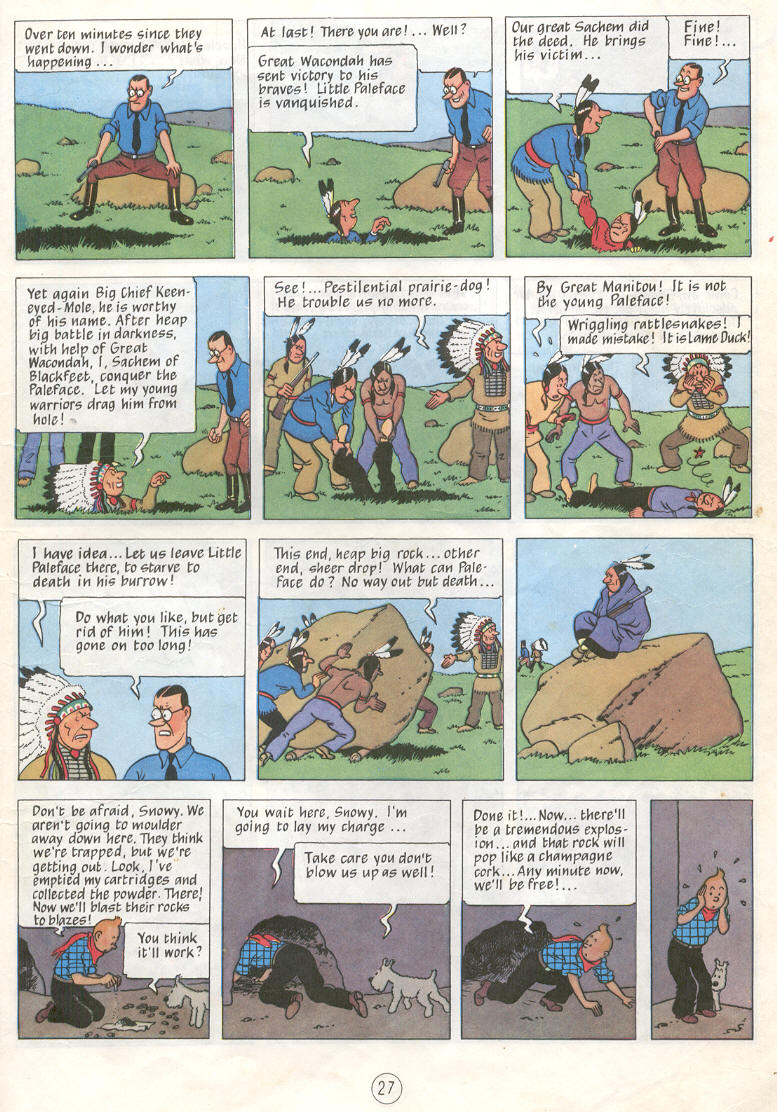 Over ten minutes since they
went down. I wonder what's
happening ...
At last! There you are! ... Well?
Great Wacondah has
sent victory to his
braves! Little Paleface
is vanquished.
Our great Sachem did
the deed. He brings
his victim...
Fine!
Fine!...
Yet again Big Chief Keen-
eyed-Mole, he is worthy
of his name. After heap
big battle in darkness,
with help of Great
Wacondah, I, Sachem of
Blackfeet, conquer the
Paleface. Let my young
warriors drag him from
hole!
See!... Pestilential prairie-dog!
He trouble us no more.
By Great Manitou! It is not
the young Paleface!
Wriggling rattlesnakes! I
made mistake! It is Lame Duck!
I have idea... Let us leave Little
Paleface there, to starve to
death in his burrow!
Do what you like, but get
rid of him! This has
gone on too long!
This end, heap big rock... other
end, sheer drop! What can Pale-
face do? No way out but death...
Don't be afraid, Snowy. We
aren't going to moulder
away down here. They think
we're trapped, but we're
getting out. Look, I've
emptied my cartridges and
collected the powder. There!
Now we'll blast their rocks
to blazes!
You think
it'll work?
You wait here, Snowy. I'm
going to lay my charge ...
Take care you don't
blow us up as well!
Done it!... Now... there'll
be a tremendous explos-
ion... and that rock will
pop like a champagne
cork... Any minute now,
we'll be free!...
27